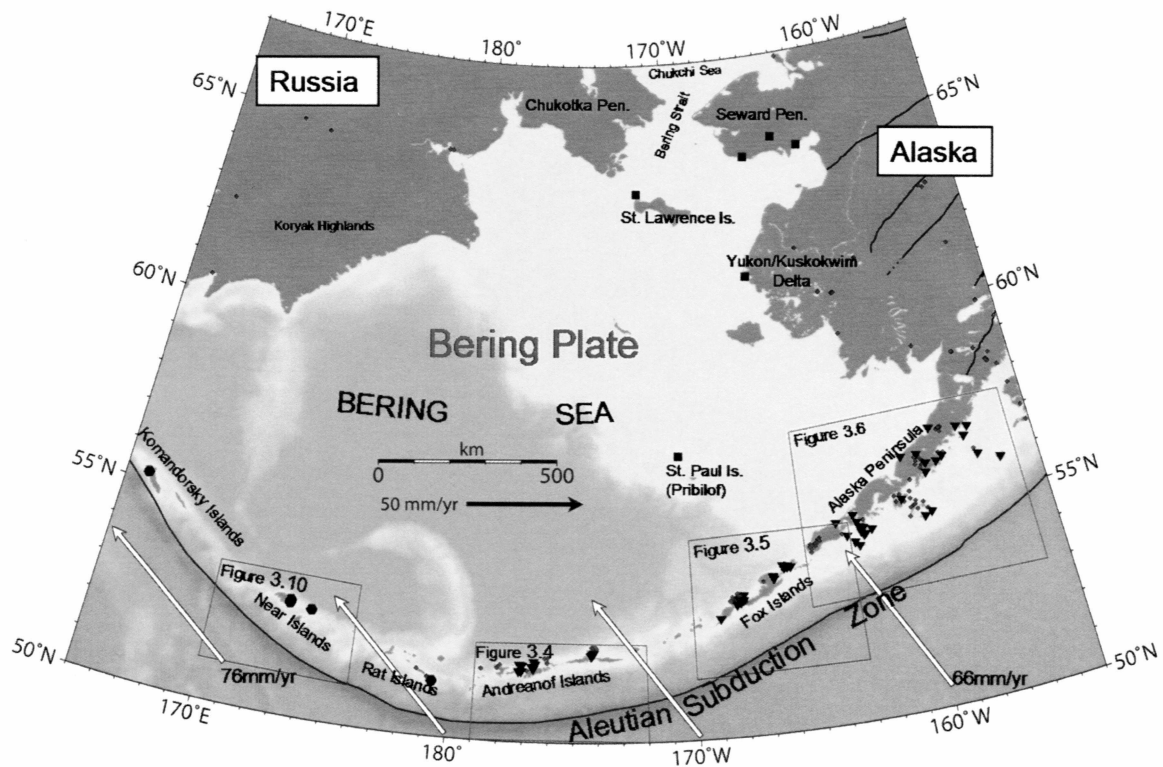 170˚E
180˚
170˚W
160˚W
65˚N
Russia
Chukotka Pen.
Chukchi Sea
Bering Strait
Seward Pen.
65˚N
Alaska
Koryak Highlands
St. Lawrence Is.
Yukon/Kuskokwim
Delta
60˚N
60˚N
Bering Plate
BERING SEA
km
0 500
50 mm/yr
St. Paul Is.
(Pribilof)
Figure 3.6
Alaska Peninsula
55˚N
55˚N
Komandorsky Islands
Figure 3.5
Fox Islands
Figure 3.10
Near Islands
Rat Islands
Figure 3.4
Andreanof Islands
Aleutian Subduction Zone
50˚N
50˚N
76mm/yr
66mm/yr
170˚E
180˚
170˚W
160˚W